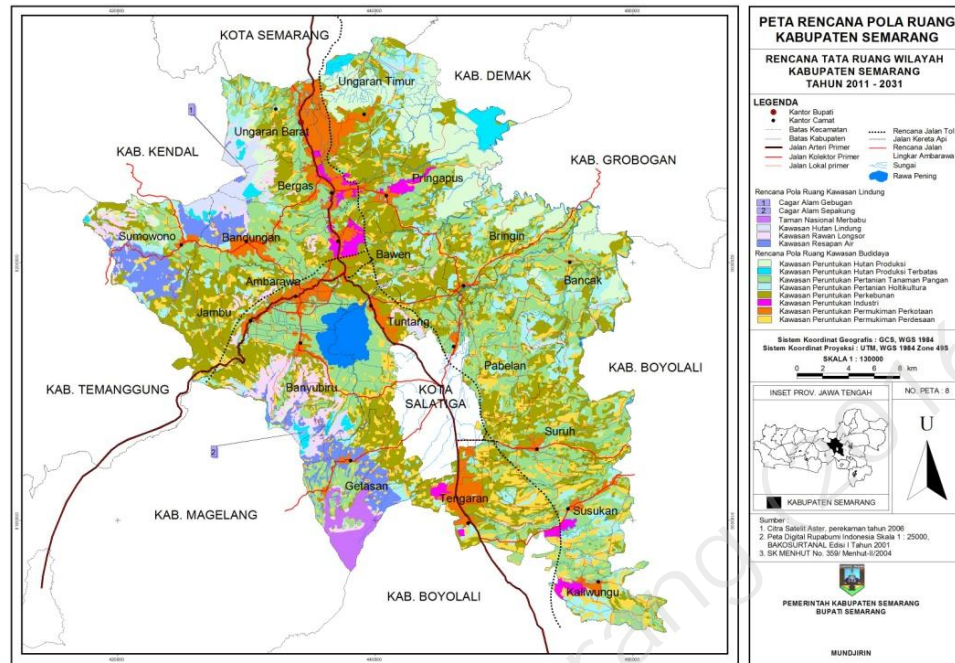 KOTA SEMARANG
KAB. DEMAK
Ungaran Timur
Ungaran Barat
KAB. KENDAL
KAB. GROBOGAN
Bergas
Pringapus
Sumowono
Bandungan
Bringin
Bawen
Ambarawa
Bancak
Jambu
Tuntang
Pabelan
KAB. TEMANGGUNG
Banyubiru
KOTA
SALATIGA
KAB. BOYOLALI
Suruh
Getasan
Tengaran
Susukan
KAB. MAGELANG
Kaliwungu
KAB. BOYOLALI
1
2
PETA RENCANA POLA RUANG
KABUPATEN SEMARANG
RENCANA TATA RUANG WILAYAH
KABUPATEN SEMARANG
TAHUN 2011 - 2031
LEGENDA
Kantor Bupati
Kantor Camat
Batas Kecamatan
Batas Kabupaten
Jalan Arteri Primer
Jalan Kolektor Primer
Jalan Lokal primer
Rencana Jalan Tol
Jalan Kereta Api
Rencana Jalan
Lingkar Ambarawa
Sungai
Rawa Pening
Rencana Pola Ruang Kawasan Lindung
1 Cagar Alam Gebugan
2 Cagar Alam Sepakung
Taman Nasional Merbabu
Kawasan Hutan Lindung
Kawasan Rawan Longsor
Kawasan Resapan Air
Rencana Pola Ruang Kawasan Budidaya
Kawasan Peruntukan Hutan Produksi
Kawasan Peruntukan Hutan Produksi Terbatas
Kawasan Peruntukan Pertanian Tanaman Pangan
Kawasan Peruntukan Pertanian Holtikultura
Kawasan Peruntukan Perkebunan
Kawasan Peruntukan Industri
Kawasan Peruntukan Permukiman Perkotaan
Kawasan Peruntukan Permukiman Perdesaan
Sistem Koordinat Geografis : GCS, WGS 1984
Sistem Koordinat Proyeksi : UTM, WGS 1984 Zone 49S
SKALA 1 : 130000
0 2 4 6 8 km
INSET PROV. JAWA TENGAH
NO. PETA : 8
U
KABUPATEN SEMARANG
Sumber
1. Citra Satelit Aster, perekaman tahun 2006
2. Peta Digital Rupabumi Indonesia Skala 1 : 25000,
BAKOSURTANAL Edisi I Tahun 2001
3. SK MENHUT No. 359/ Menhut-II/2004
PEMERINTAH KABUPATEN SEMARANG
BUPATI SEMARANG
MUNDJIRIN